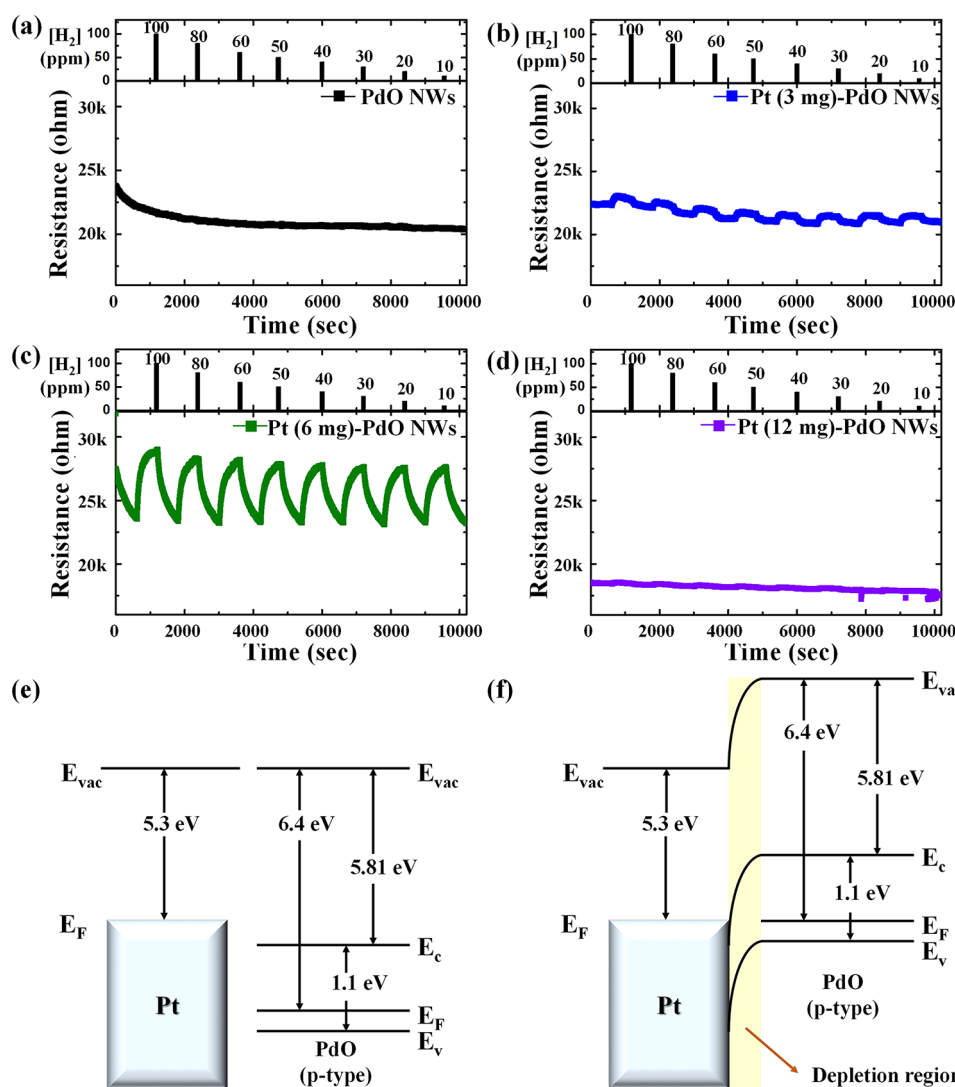 (a)
[H2]
(ppm)
100
50
0
100
80
60
50
40
30
20
10
PdO NWs
Resistance (ohm)
30k
25k
20k
0 2000 4000 6000 8000 10000
Time (sec)
(b)
[H2]
(ppm)
100
50
0
100
80
60
50
40
30
20
10
Pt (3 mg)-PdO NWs
Resistance (ohm)
30k
25k
20k
0 2000 4000 6000 8000 10000
Time (sec)
(c)
[H2]
(ppm)
100
50
0
100
80
60
50
40
30
20
10
Pt (6 mg)-PdO NWs
Resistance (ohm)
30k
25k
20k
0 2000 4000 6000 8000 10000
Time (sec)
(d)
[H2]
(ppm)
100
50
0
100
80
60
50
40
30
20
10
Pt (12 mg)-PdO NWs
Resistance (ohm)
30k
25k
20k
0 2000 4000 6000 8000 10000
Time (sec)
(e)
Evac
Evac
5.3 eV
6.4 eV
5.81 eV
EF
Ec
1.1 eV
Pt
EF
Ev
PdO
(p-type)
(f)
Eva
6.4 eV
Evac
5.81 eV
5.3 eV
Ec
1.1 eV
EF
EF
Ev
Pt
PdO
(p-type)
Depletion region